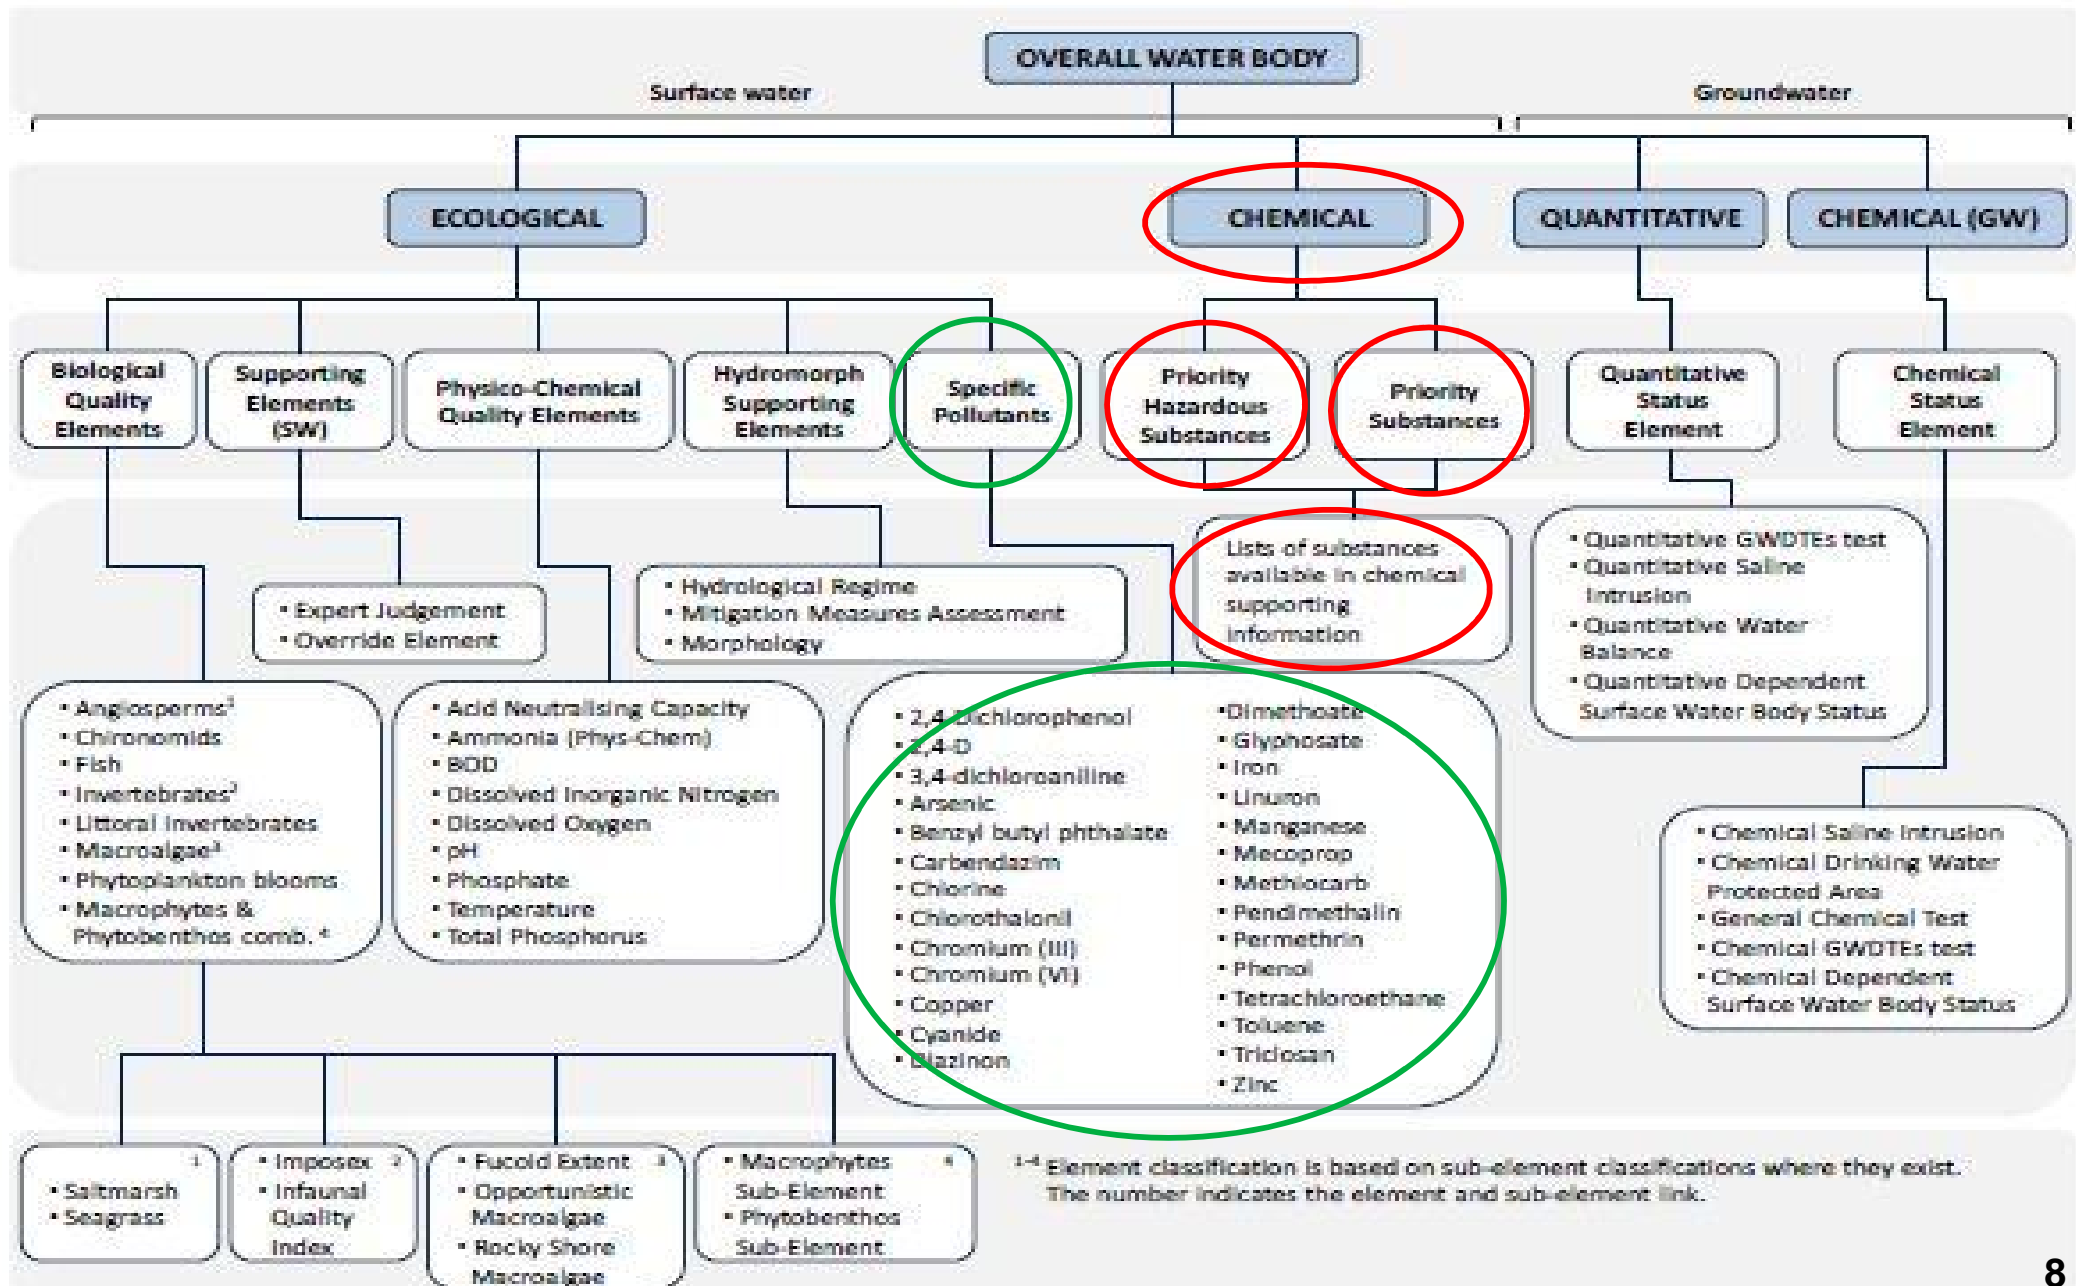 OVERALL WATER BODY
Surface water
Groundwater
ECOLOGICAL
CHEMICAL
QUANTITATIVE
CHEMICAL (GW)
Biological
Quality
Elements
Supporting
Elements
(SW)
Physico-Chemical
Quality Elements
Hydromorph
Supporting
Elements
Specific
Pollutants
Priority
Hazardous
Substances
Priority
Substances
Quantitative
Status
Element
Chemical
Status
Element
• Expert Judgement
• Override Element
• Hydrological Regime
• Mitigation Measures Assessment
• Morphology
Lists of substances
available in chemical
supporting
information
• Quantitative GWDTEs test
• Quantitative Saline
Intrusion
• Quantitative Water
Balance
• Quantitative Dependent
Surface Water Body Status
• Angiosperms¹
• Chironomids
• Fish
• Invertebrates²
• Littoral Invertebrates
• Macroalgae³
• Phytoplankton blooms
• Macrophytes &
Phytobenthos comb. ⁴
• Acid Neutralising Capacity
• Ammonia (Phys-Chem)
• BOD
• Dissolved Inorganic Nitrogen
• Dissolved Oxygen
• pH
• Phosphate
• Temperature
• Total Phosphorus
• 2,4-Dichlorophenol
• 2,4-D
• 3,4-dichloroaniline
• Arsenic
• Benzyl butyl phthalate
• Carbendazim
• Chlorine
• Chlorothalonil
• Chromium (III)
• Chromium (VI)
• Copper
• Cyanide
• Diazinon
•Dimethoate
• Glyphosate
• Iron
• Linuron
• Manganese
• Mecoprop
• Methiocarb
• Pendimethalin
• Permethrin
• Phenol
• Tetrachloroethane
• Toluene
• Triclosan
• Zinc
• Chemical Saline Intrusion
• Chemical Drinking Water
Protected Area
• General Chemical Test
• Chemical GWDTEs test
• Chemical Dependent
Surface Water Body Status
1
• Saltmarsh
• Seagrass
• Imposex 2
• Infaunal
Quality
Index
• Fucoid Extent 3
• Opportunistic
Macroalgae
• Rocky Shore
Macroalgae
• Macrophytes 4
Sub-Element
• Phytobenthos
Sub-Element
¹⁻⁴ Element classification is based on sub-element classifications where they exist.
The number indicates the element and sub-element link.
8